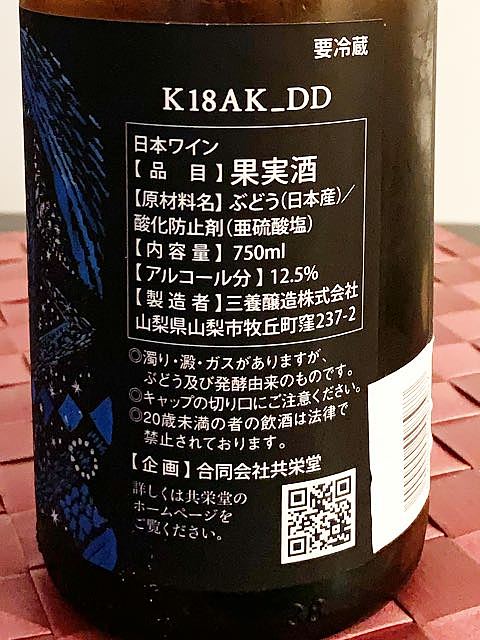 要冷蔵
K18AK_DD
日本ワイン
【品 目】果実酒
【原材料名】ぶどう(日本産)／
酸化防止剤(亜硫酸塩)
【内容量】750ml
【アルコール分】12.5%
【製造者】三養醸造株式会社
山梨県山梨市牧丘町窪237-2
◎濁り・澱・ガスがありますが、
ぶどう及び発酵由来のものです。
◎キャップの切り口にご注意ください。
◎20歳未満の者の飲酒は法律で
禁止されております。
【企画】合同会社共栄堂
詳しくは共栄堂の
ホームページを
ご覧ください。